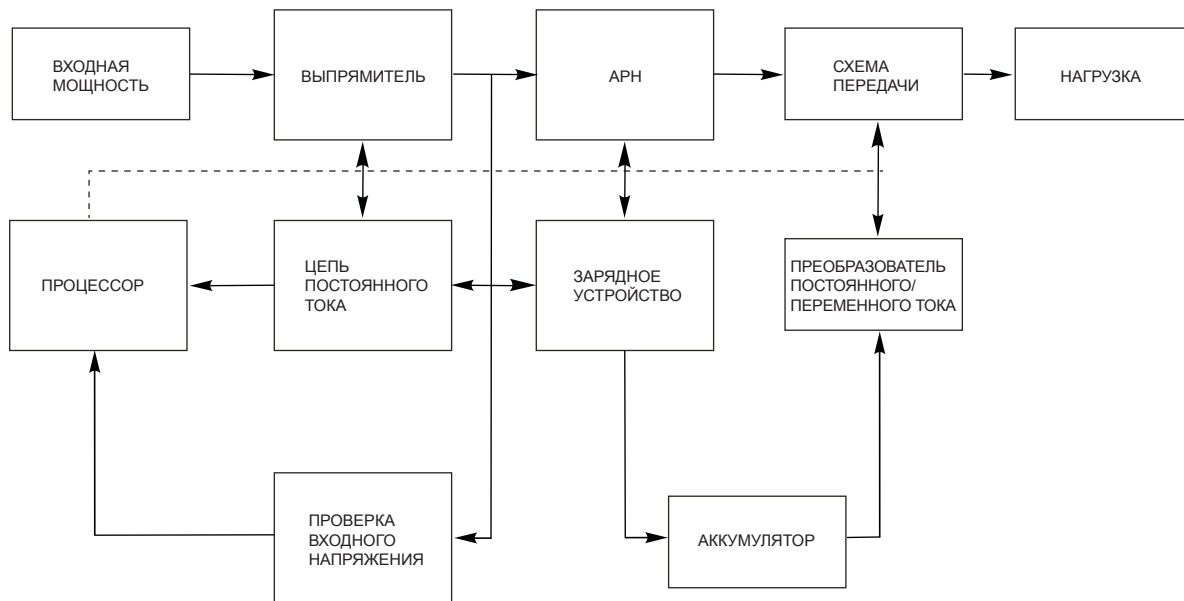 ВХОДНАЯ
МОЩНОСТЬ
ВЫПРЯМИТЕЛЬ
АРН
СХЕМА
ПЕРЕДАЧИ
НАГРУЗКА
ПРОЦЕССОР
ЦЕПЬ
ПОСТОЯННОГО
ТОКА
ЗАРЯДНОЕ
УСТРОЙСТВО
ПРЕОБРАЗОВАТЕЛЬ
ПОСТОЯННОГО/
ПЕРЕМЕННОГО ТОКА
ПРОВЕРКА
ВХОДНОГО
НАПРЯЖЕНИЯ
АККУМУЛЯТОР